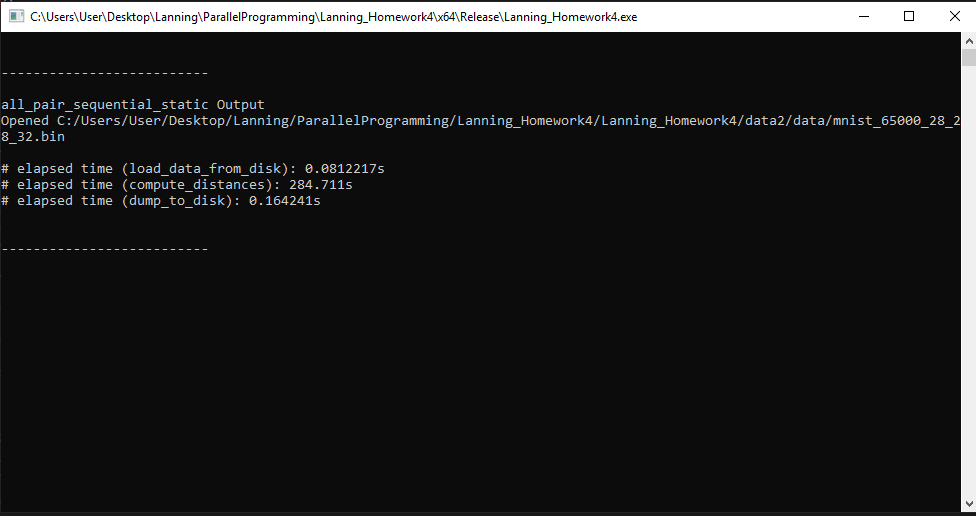 C:\Users\User\Desktop\Lanning\ParallelProgramming\Lanning_Homework4\x64\Release\Lanning_Homework4.exe
---------------------------
all_pair_sequential_static Output
Opened C:/Users/User/Desktop/Lanning/ParallelProgramming/Lanning_Homework4/Lanning_Homework4/data2/data/mnist_65000_28_2
8_32.bin
# elapsed time (load_data_from_disk): 0.0812217s
# elapsed time (compute_distances): 284.711s
# elapsed time (dump_to_disk): 0.164241s
---------------------------